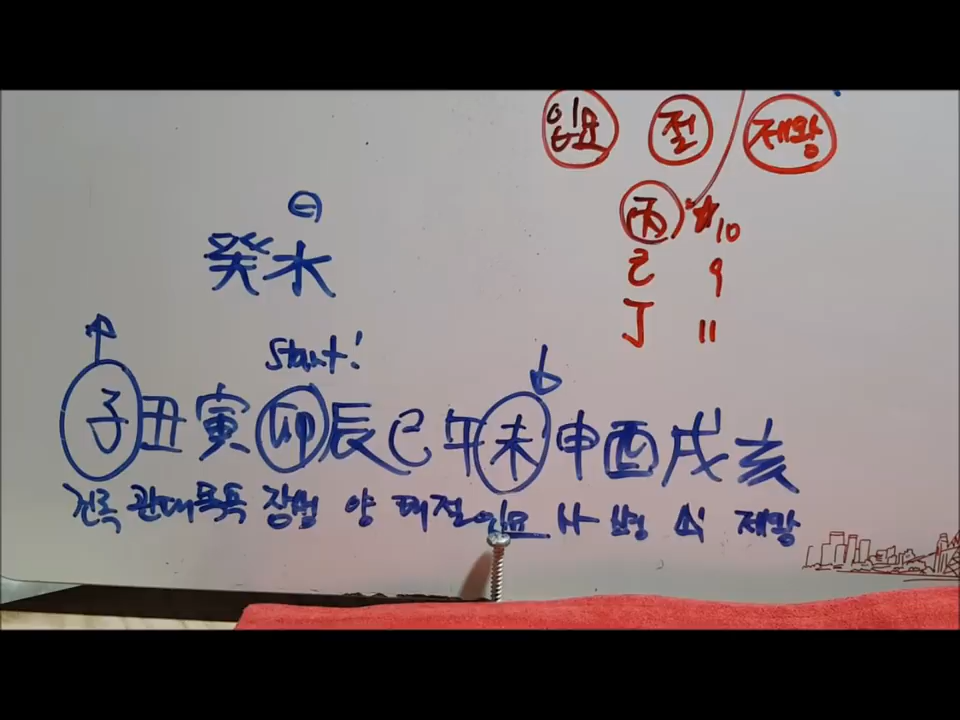 입묘 절 제왕
⊖
丙 10
癸水
己 9
丁 11
Start!
子 丑 寅 卯 辰 巳 午 未 申 酉 戌 亥
건록 관대 목욕 장생 양 태 절 입묘 사 병 쇠 제왕